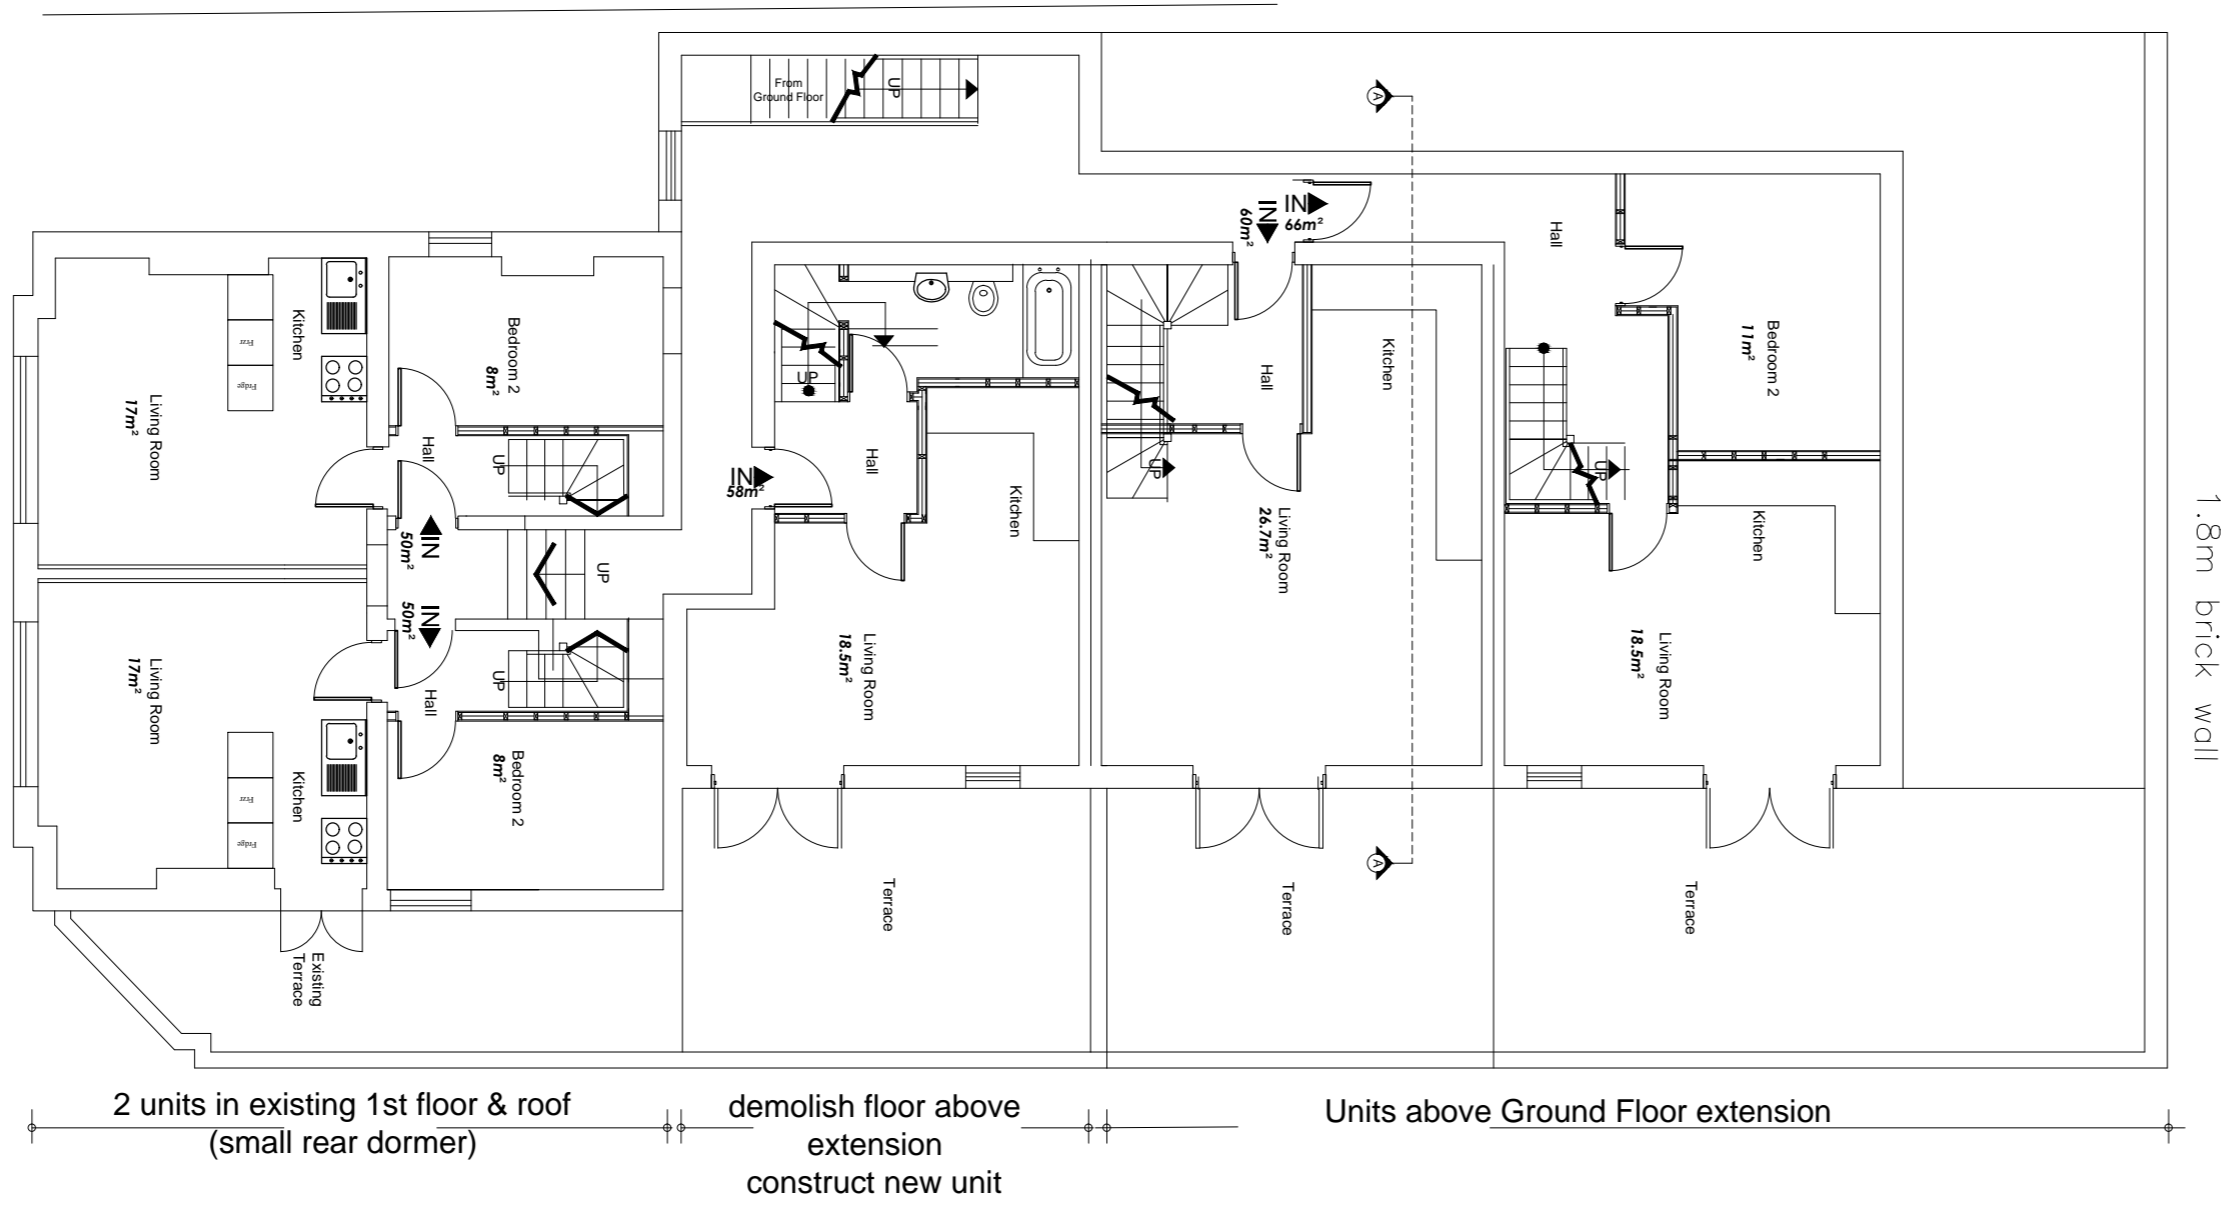 From
Ground Floor
UP
A
IN
60m²
IN
66m²
Hall
Bedroom 2
11m²
Kitchen
Frzr
Fridge
Living Room
17m²
Bedroom 2
8m²
Hall
UP
UP
Hall
Kitchen
IN
58m²
Hall
Kitchen
UP
Living Room
26.7m²
UP
Kitchen
IN
50m²
UP
IN
50m²
UP
Hall
Living Room
17m²
Kitchen
Frzr
Fridge
Bedroom 2
8m²
Living Room
18.5m²
Living Room
18.5m²
A
Terrace
Terrace
Terrace
Existing
Terrace
1.8m brick wall
2 units in existing 1st floor & roof
(small rear dormer)
demolish floor above
extension
construct new unit
Units above Ground Floor extension